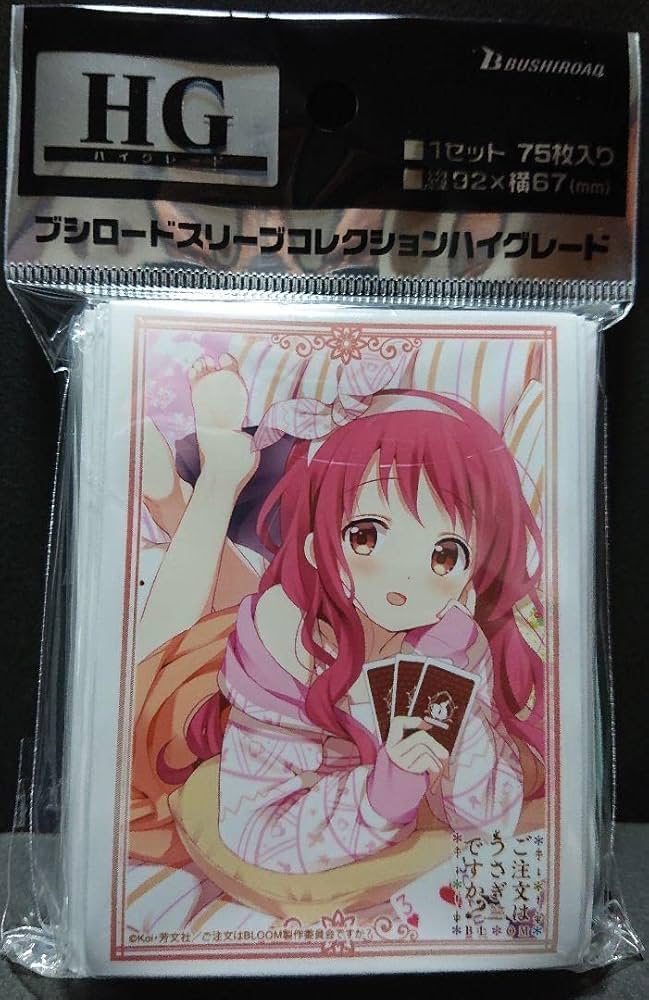 HG
ハイグレード
BUSHIROAD
■1セット 75枚入り
■縦92×横67(mm)
ブシロードスリーブコレクションハイグレード
ご注文は
うさぎ
ですか?
BLOOM
©Koi・芳文社/ご注文はBLOOM製作委員会ですか?